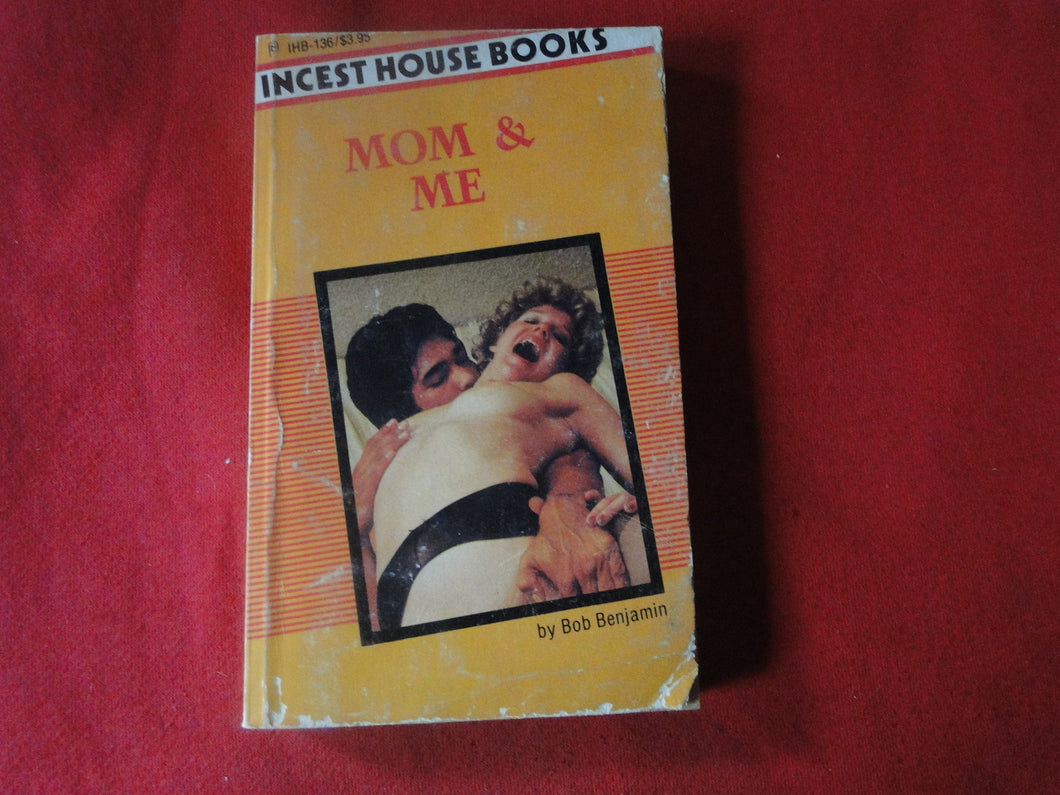 IHB-136/$3.95
INCEST HOUSE BOOKS
MOM &
ME
by Bob Benjamin